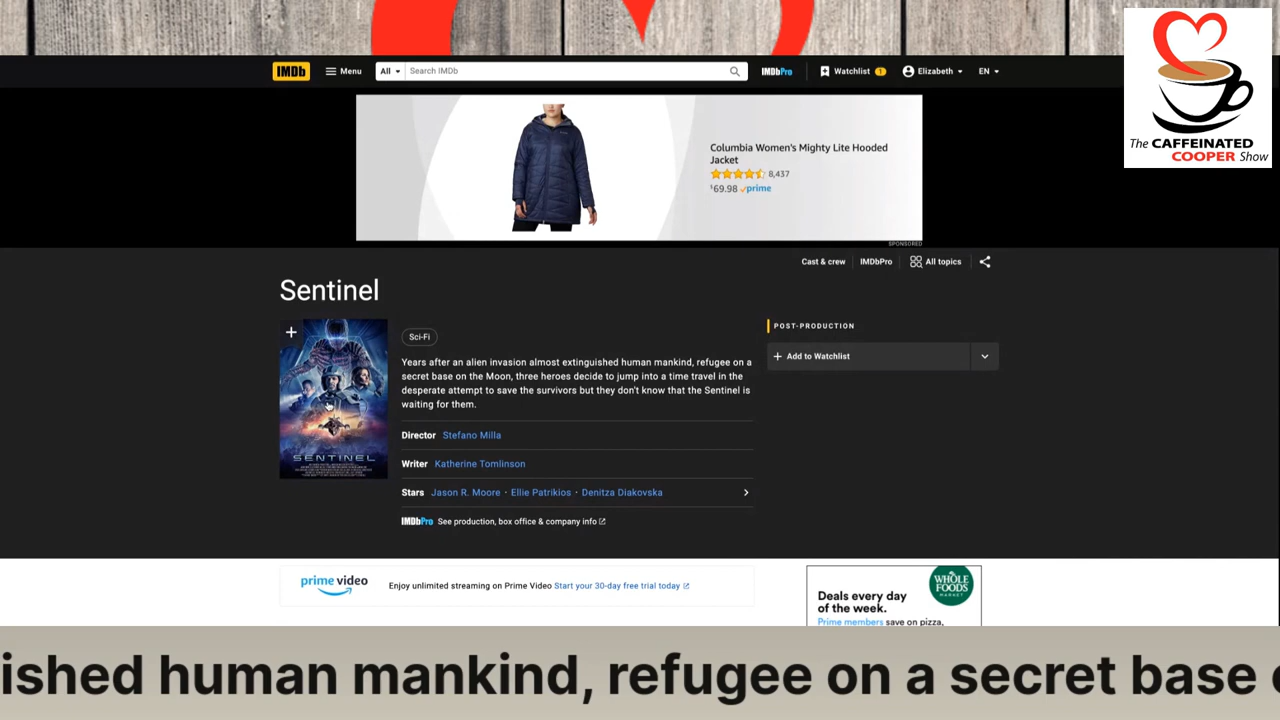 IMDb Menu All Search IMDb IMDbPro Watchlist 1 Elizabeth EN
The CAFFEINATED
COOPER Show
Columbia Women's Mighty Lite Hooded
Jacket
8,437
$69.98 prime
SPONSORED
Cast & crew IMDbPro All topics
Sentinel
POST-PRODUCTION
Sci-Fi
Add to Watchlist
Years after an alien invasion almost extinguished human mankind, refugee on a
secret base on the Moon, three heroes decide to jump into a time travel in the
desperate attempt to save the survivors but they don't know that the Sentinel is
waiting for them.
SENTINEL
Director Stefano Milla
Writer Katherine Tomlinson
Stars Jason R. Moore · Ellie Patrikios · Denitza Diakovska
IMDbPro See production, box office & company info
prime video Enjoy unlimited streaming on Prime Video Start your 30-day free trial today
WHOLE
FOODS
MARKET
Deals every day
of the week.
Prime members save on pizza,
ished human mankind, refugee on a secret base